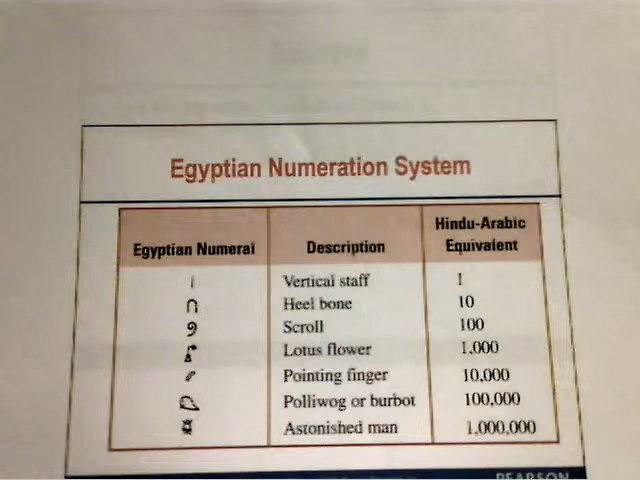 Egyptian Numeration System
Egyptian Numeral Description Hindu-Arabic Equivalent
Vertical staff 1
Heel bone 10
Scroll 100
Lotus flower 1,000
Pointing finger 10,000
Polliwog or burbot 100,000
Astonished man 1,000,000
PEARSON